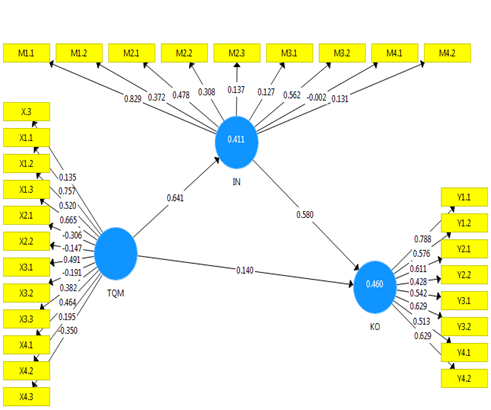 M1.1 M1.2 M2.1 M2.2 M2.3 M3.1 M3.2 M4.1 M4.2
0.829 0.372 0.478 0.308 0.137 0.127 0.562 -0.002 0.131
X.3
X1.1
X1.2
X1.3
X2.1
X2.2
X3.1
X3.2
X3.3
X4.1
X4.2
X4.3
0.135
0.757
0.520
0.665
-0.306
-0.147
0.491
-0.191
0.382
0.464
0.195
-0.350
TQM
0.641
0.411
IN
0.580
0.140
0.460
KO
0.788
0.576
0.611
0.428
0.542
0.629
0.513
0.629
Y1.1
Y1.2
Y2.1
Y2.2
Y3.1
Y3.2
Y4.1
Y4.2